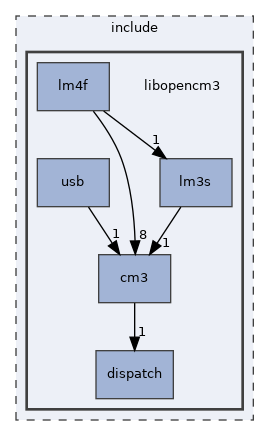 include
lm4f
libopencm3
1
usb
lm3s
1
8
1
cm3
1
dispatch